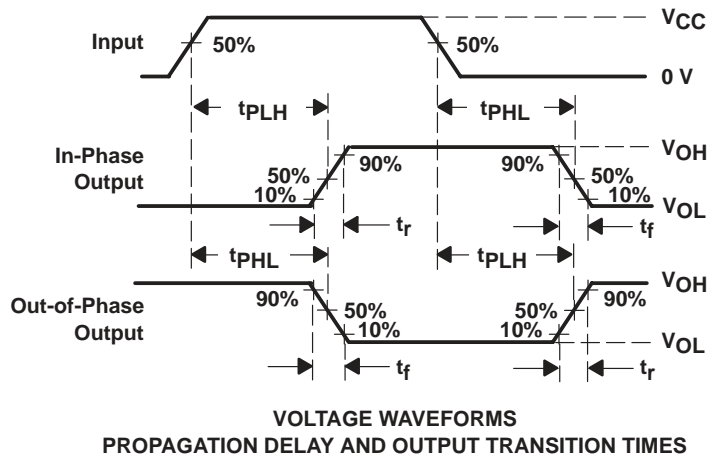 VCC
Input
50%
50%
0 V
tPLH
tPHL
In-Phase
Output
VOH
90%
90%
50%
50%
10%
10%
VOL
tr
tf
tPHL
tPLH
VOH
90%
90%
Out-of-Phase
Output
50%
50%
10%
10%
VOL
tf
tr
VOLTAGE WAVEFORMS
PROPAGATION DELAY AND OUTPUT TRANSITION TIMES